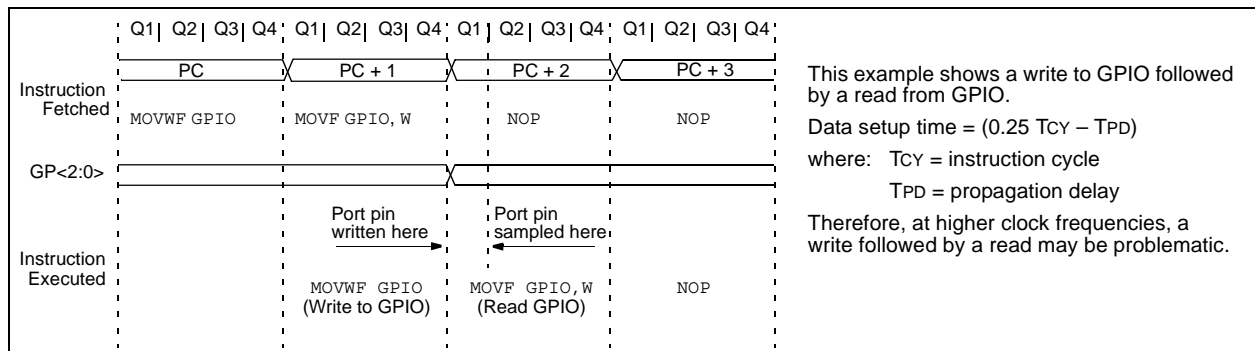 Q1| Q2| Q3| Q4 Q1| Q2| Q3| Q4 Q1| Q2| Q3| Q4 Q1| Q2| Q3| Q4
PC PC + 1 PC + 2 PC + 3
Instruction
Fetched
MOVWF GPIO MOVF GPIO, W NOP NOP
GP<2:0>
Port pin
written here
Port pin
sampled here
Instruction
Executed
MOVWF GPIO
(Write to GPIO)
MOVF GPIO,W
(Read GPIO)
NOP
This example shows a write to GPIO followed
by a read from GPIO.
Data setup time = (0.25 TCY – TPD)
where: TCY = instruction cycle
TPD = propagation delay
Therefore, at higher clock frequencies, a
write followed by a read may be problematic.